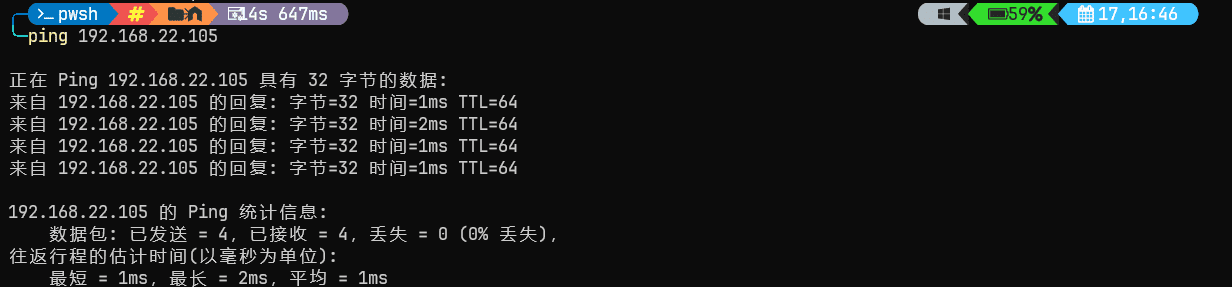 pwsh # 14s 647ms 59% 17,16:46
ping 192.168.22.105
正在 Ping 192.168.22.105 具有 32 字节的数据:
来自 192.168.22.105 的回复: 字节=32 时间=1ms TTL=64
来自 192.168.22.105 的回复: 字节=32 时间=2ms TTL=64
来自 192.168.22.105 的回复: 字节=32 时间=1ms TTL=64
来自 192.168.22.105 的回复: 字节=32 时间=1ms TTL=64
192.168.22.105 的 Ping 统计信息:
数据包: 已发送 = 4, 已接收 = 4, 丢失 = 0 (0% 丢失),
往返行程的估计时间(以毫秒为单位):
最短 = 1ms, 最长 = 2ms, 平均 = 1ms